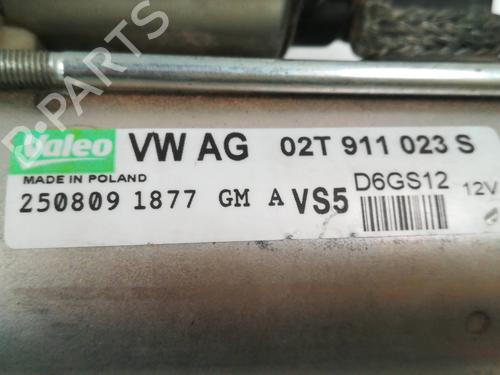 Valeo VW AG 02T 911 023 S
MADE IN POLAND
250809 1877 GM A VS5 D6GS12 12V
D-PARTS